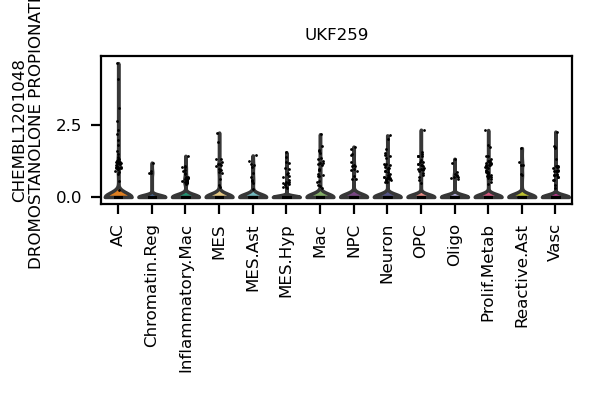 UKF259
CHEMBL1201048
DROMOSTANOLONE PROPIONAT
2.5
0.0
AC
Chromatin.Reg
Inflammatory.Mac
MES
MES.Ast
MES.Hyp
Mac
NPC
Neuron
OPC
Oligo
Prolif.Metab
Reactive.Ast
Vasc